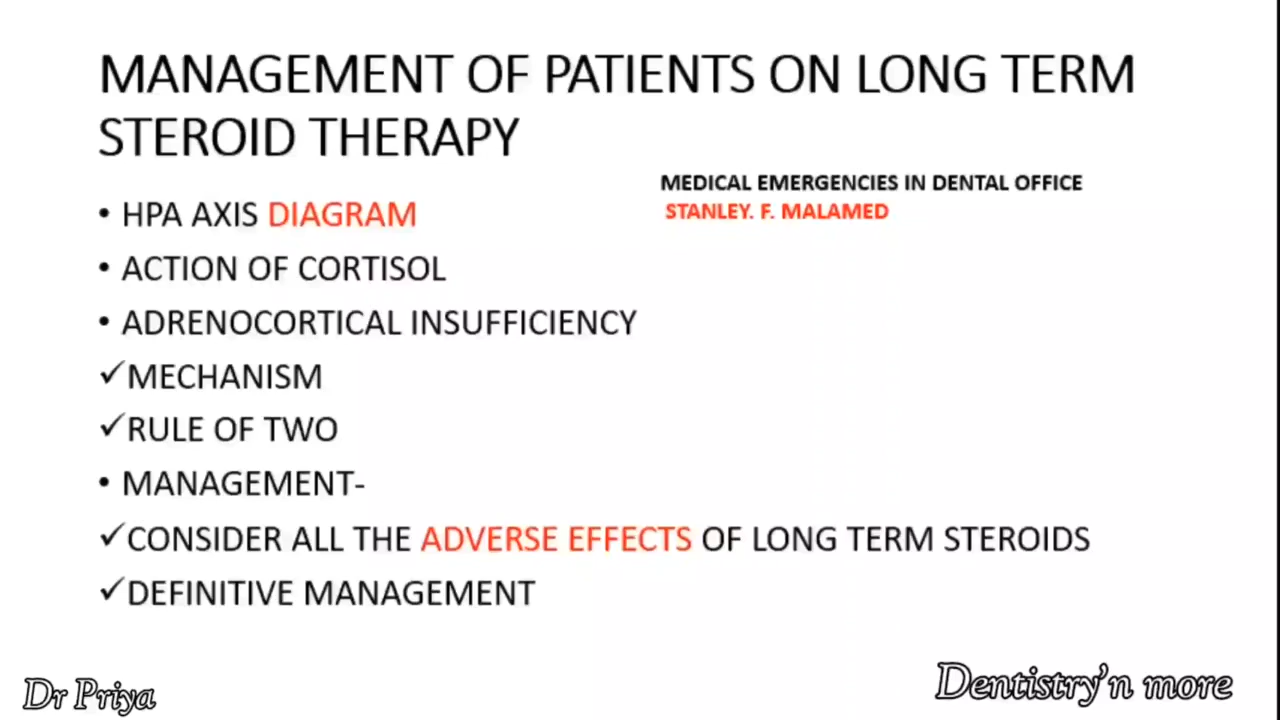 MANAGEMENT OF PATIENTS ON LONG TERM
STEROID THERAPY
MEDICAL EMERGENCIES IN DENTAL OFFICE
STANLEY. F. MALAMED
• HPA AXIS DIAGRAM
• ACTION OF CORTISOL
• ADRENOCORTICAL INSUFFICIENCY
✓MECHANISM
✓RULE OF TWO
• MANAGEMENT-
✓CONSIDER ALL THE ADVERSE EFFECTS OF LONG TERM STEROIDS
✓DEFINITIVE MANAGEMENT
Dr Priya
Dentistry'n more